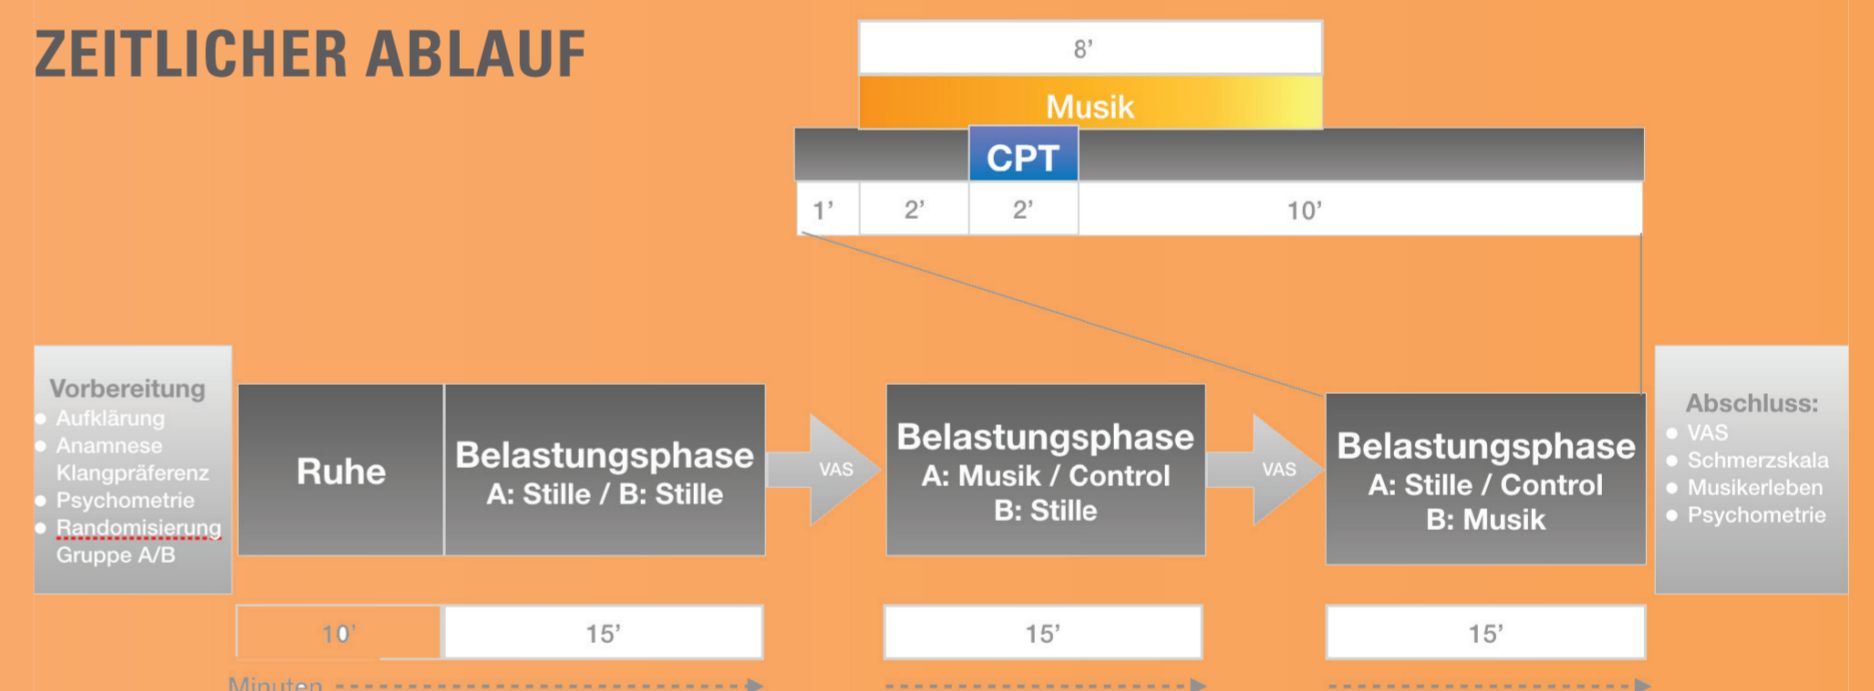 ZEITLICHER ABLAUF
8’
Musik
CPT
1’ 2’ 2’ 10’
Vorbereitung
● Aufklärung
● Anamnese
Klangpräferenz
● Psychometrie
● Randomisierung
Gruppe A/B
Ruhe
Belastungsphase
A: Stille / B: Stille
VAS
Belastungsphase
A: Musik / Control
B: Stille
VAS
Belastungsphase
A: Stille / Control
B: Musik
Abschluss:
● VAS
● Schmerzskala
● Musikerleben
● Psychometrie
10’ 15’ 15’ 15’
Minuten